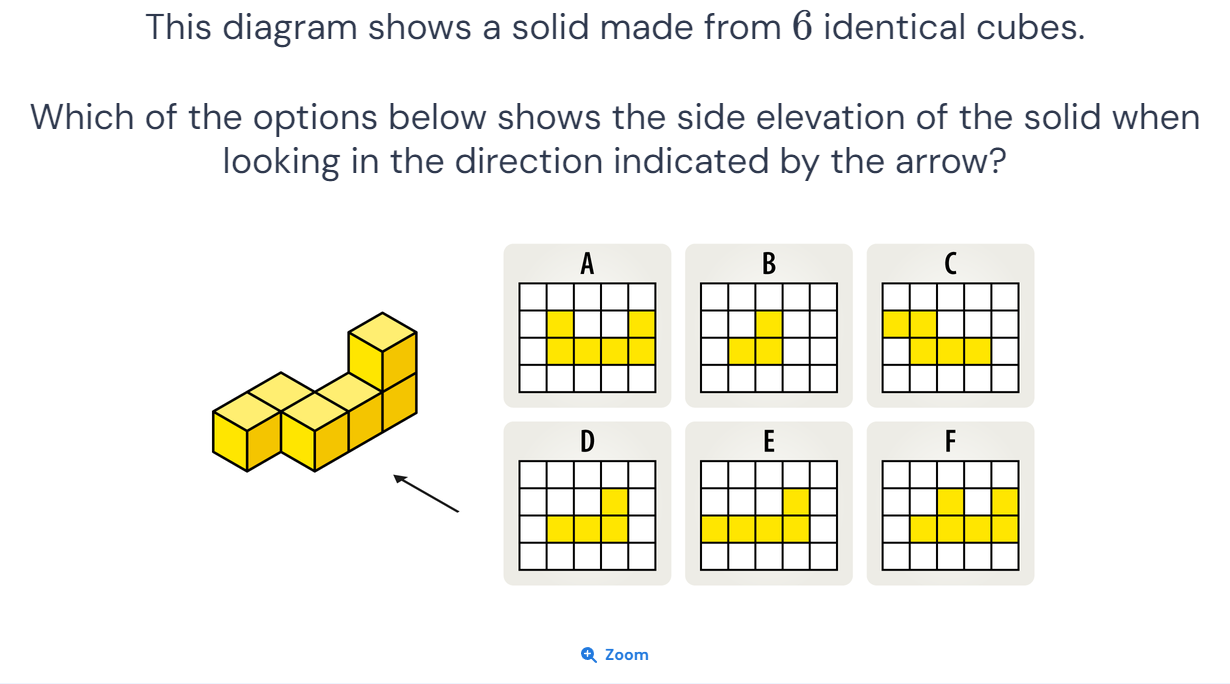 This diagram shows a solid made from 6 identical cubes.
Which of the options below shows the side elevation of the solid when
looking in the direction indicated by the arrow?
A B C
D E F
Zoom